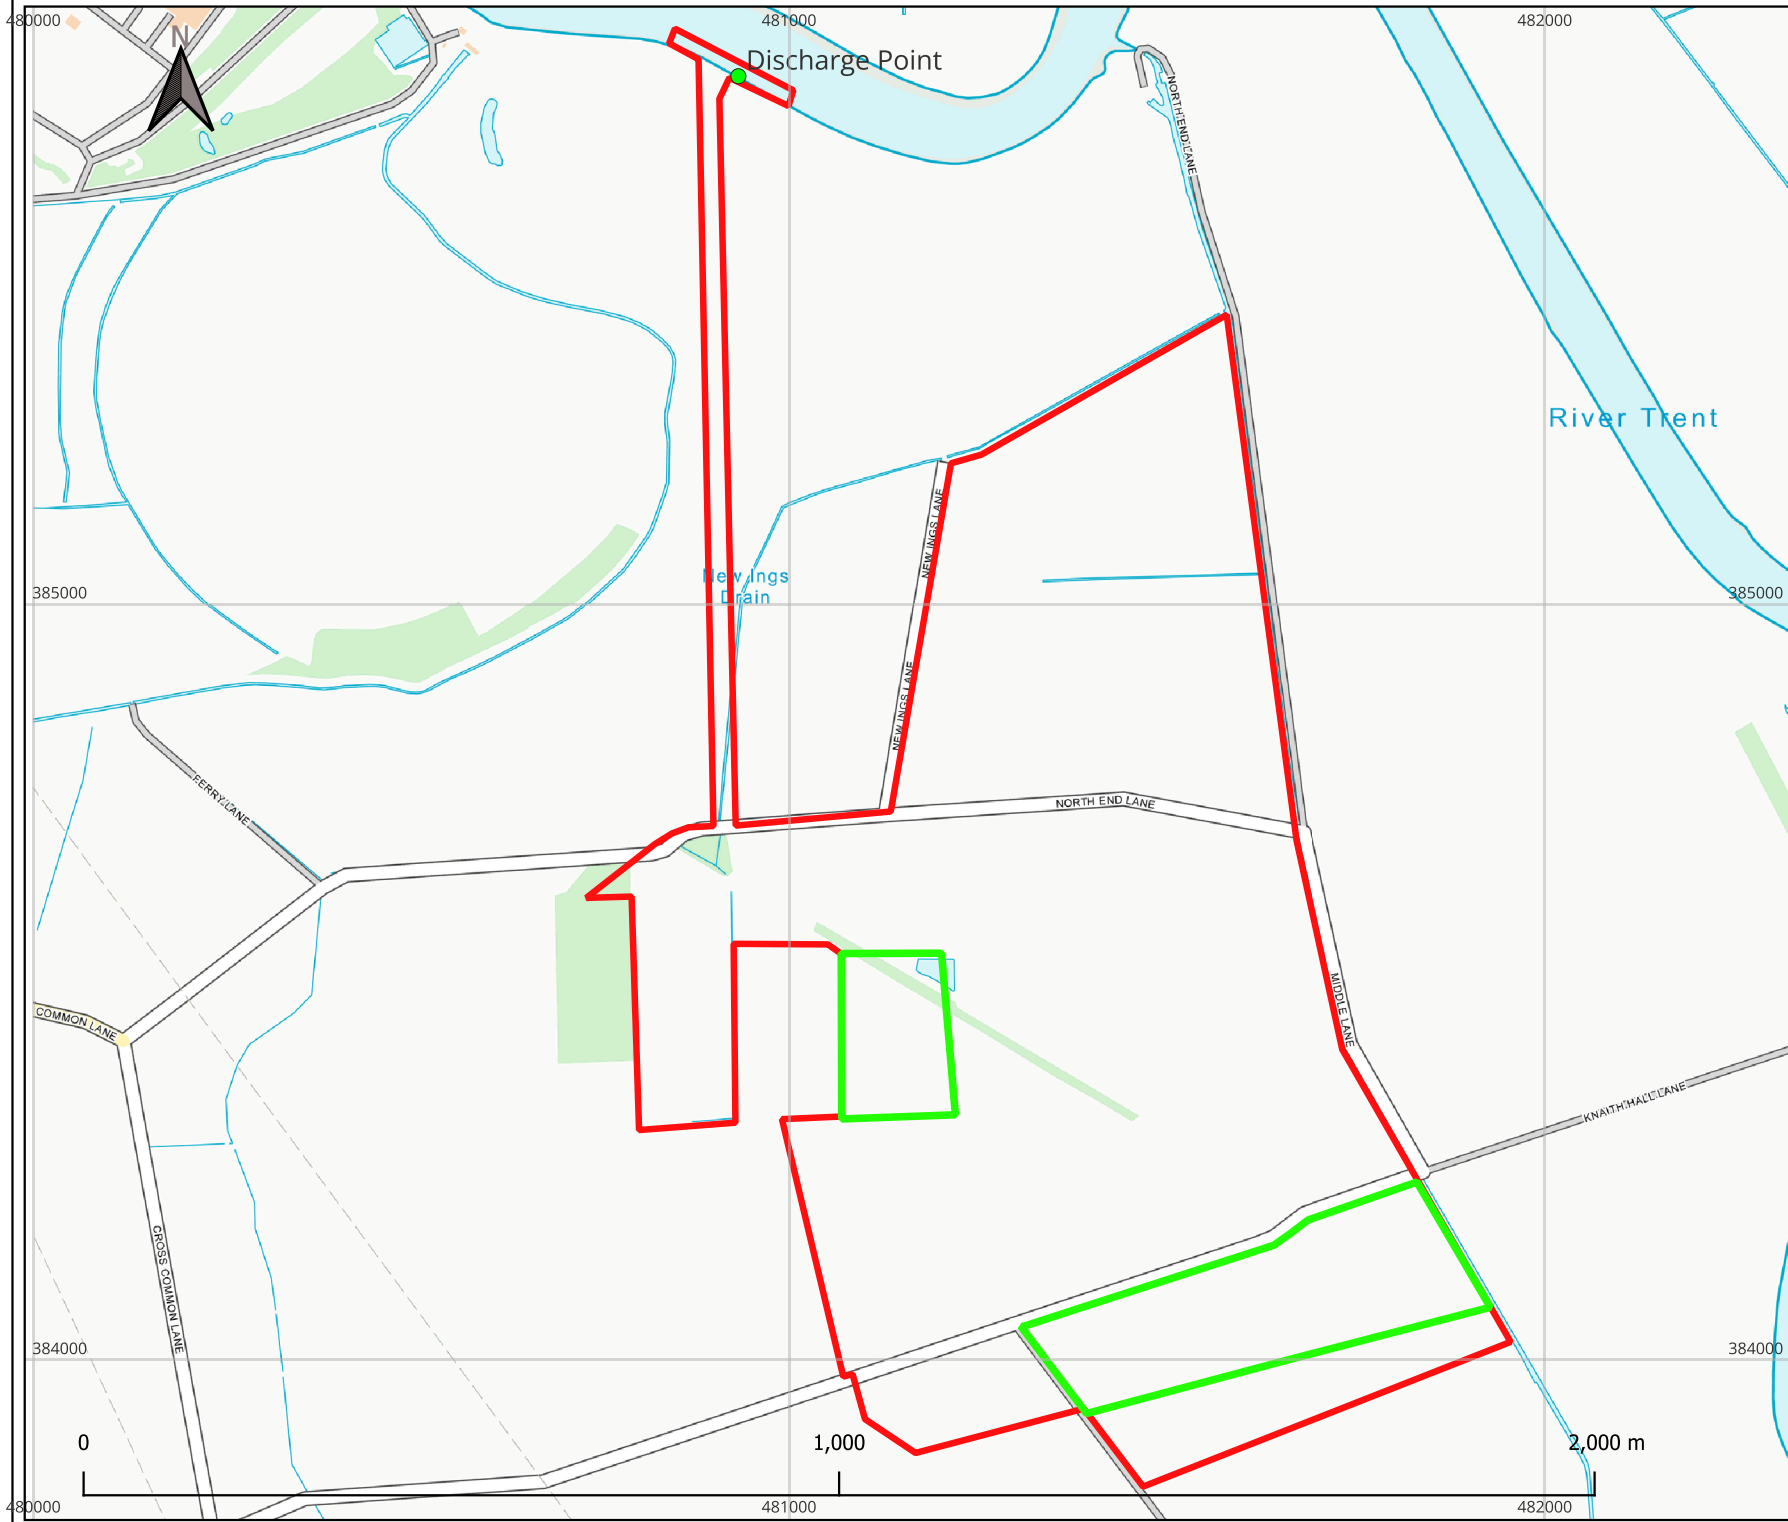 480000
481000
482000
N
Discharge Point
NORTH END LANE
River Trent
NEW INGS LANE
New Ings
Drain
385000
385000
NEW INGS LANE
FERRY LANE
NORTH END LANE
MIDDLE LANE
COMMON LANE
KNAITH HALL LANE
CROSS COMMON LANE
384000
384000
0
1,000
2,000 m
480000
481000
482000